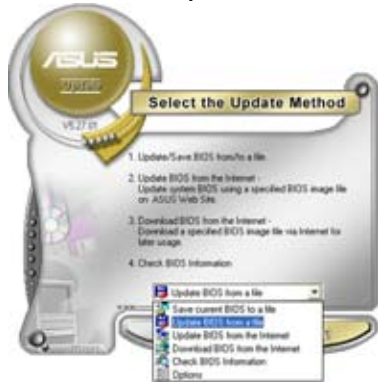 ASUS
Update
V6.27.01
Select the Update Method
1. Update/Save BIOS from/to a file.
2. Update BIOS from the Internet -
Update system BIOS using a specified BIOS image file
on ASUS Web Site.
3. Download BIOS from the Internet -
Download a specified BIOS image file via Internet for
later usage.
4. Check BIOS Information
Update BIOS from a file
Save current BIOS to a file
Update BIOS from a file
Update BIOS from the Internet
Download BIOS from the Internet
Check BIOS Information
Options